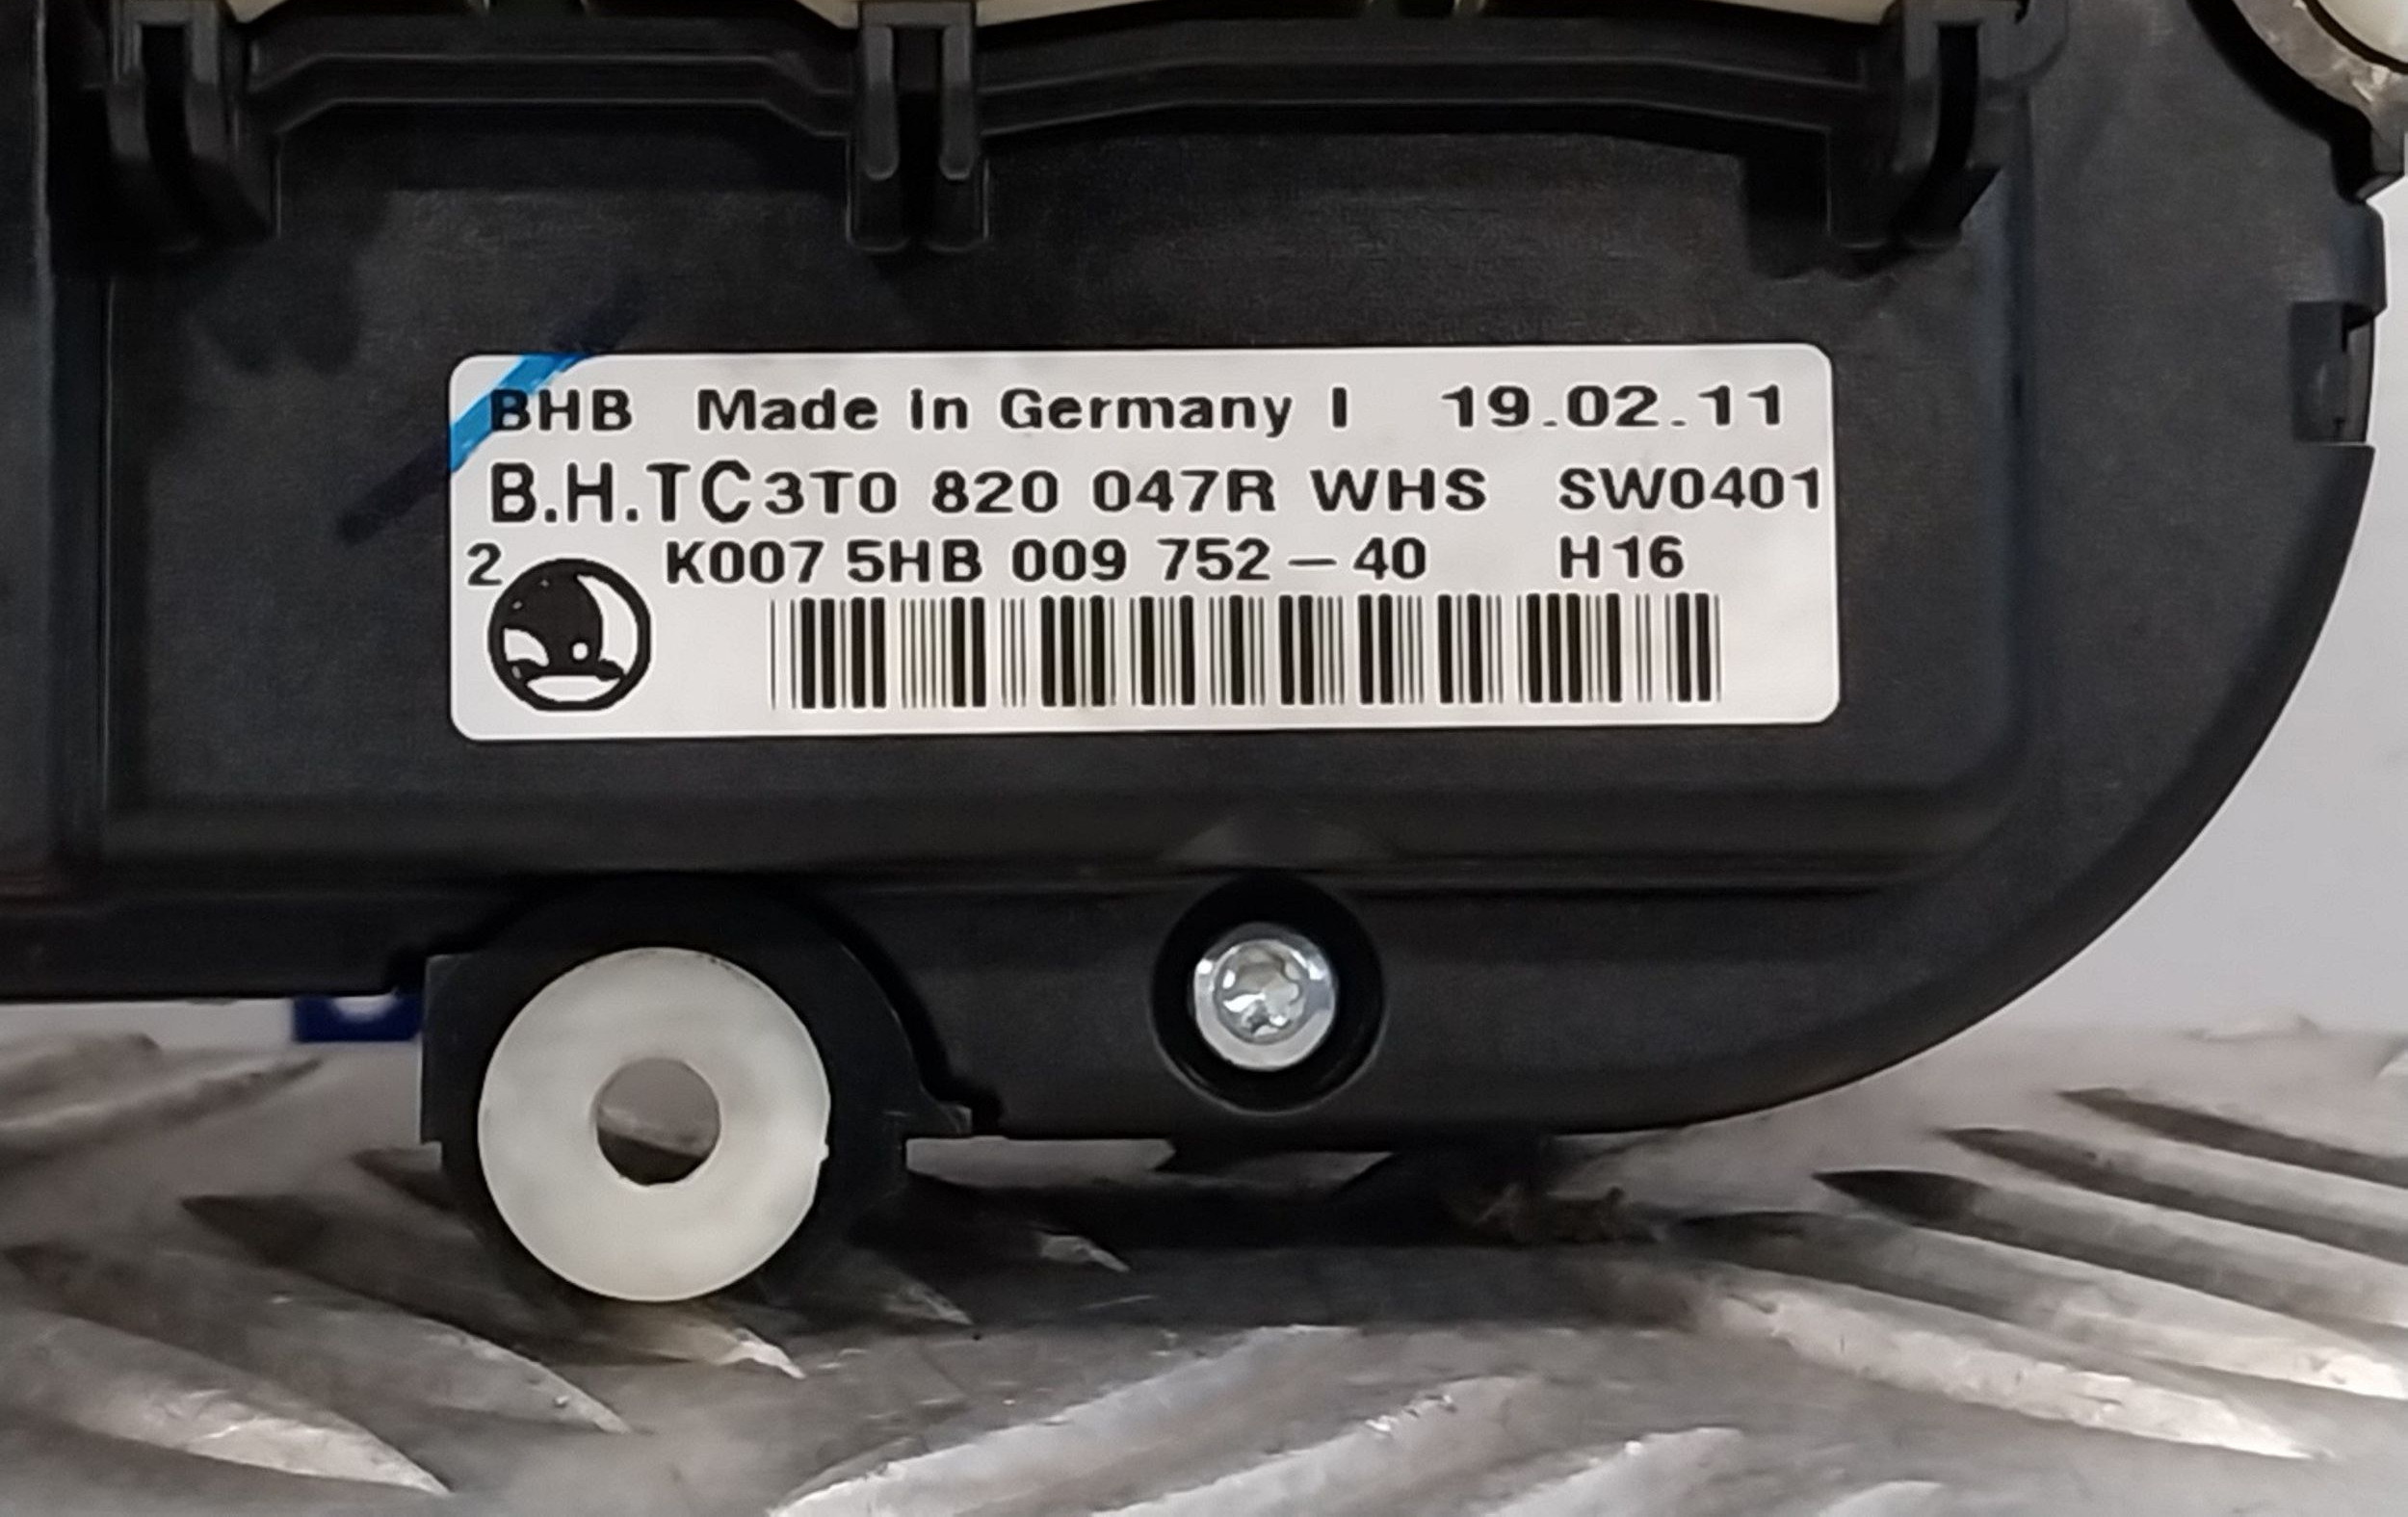 BHB Made in Germany I 19.02.11
B.H.TC 3T0 820 047R WHS SW0401
2 K007 5HB 009 752-40 H16